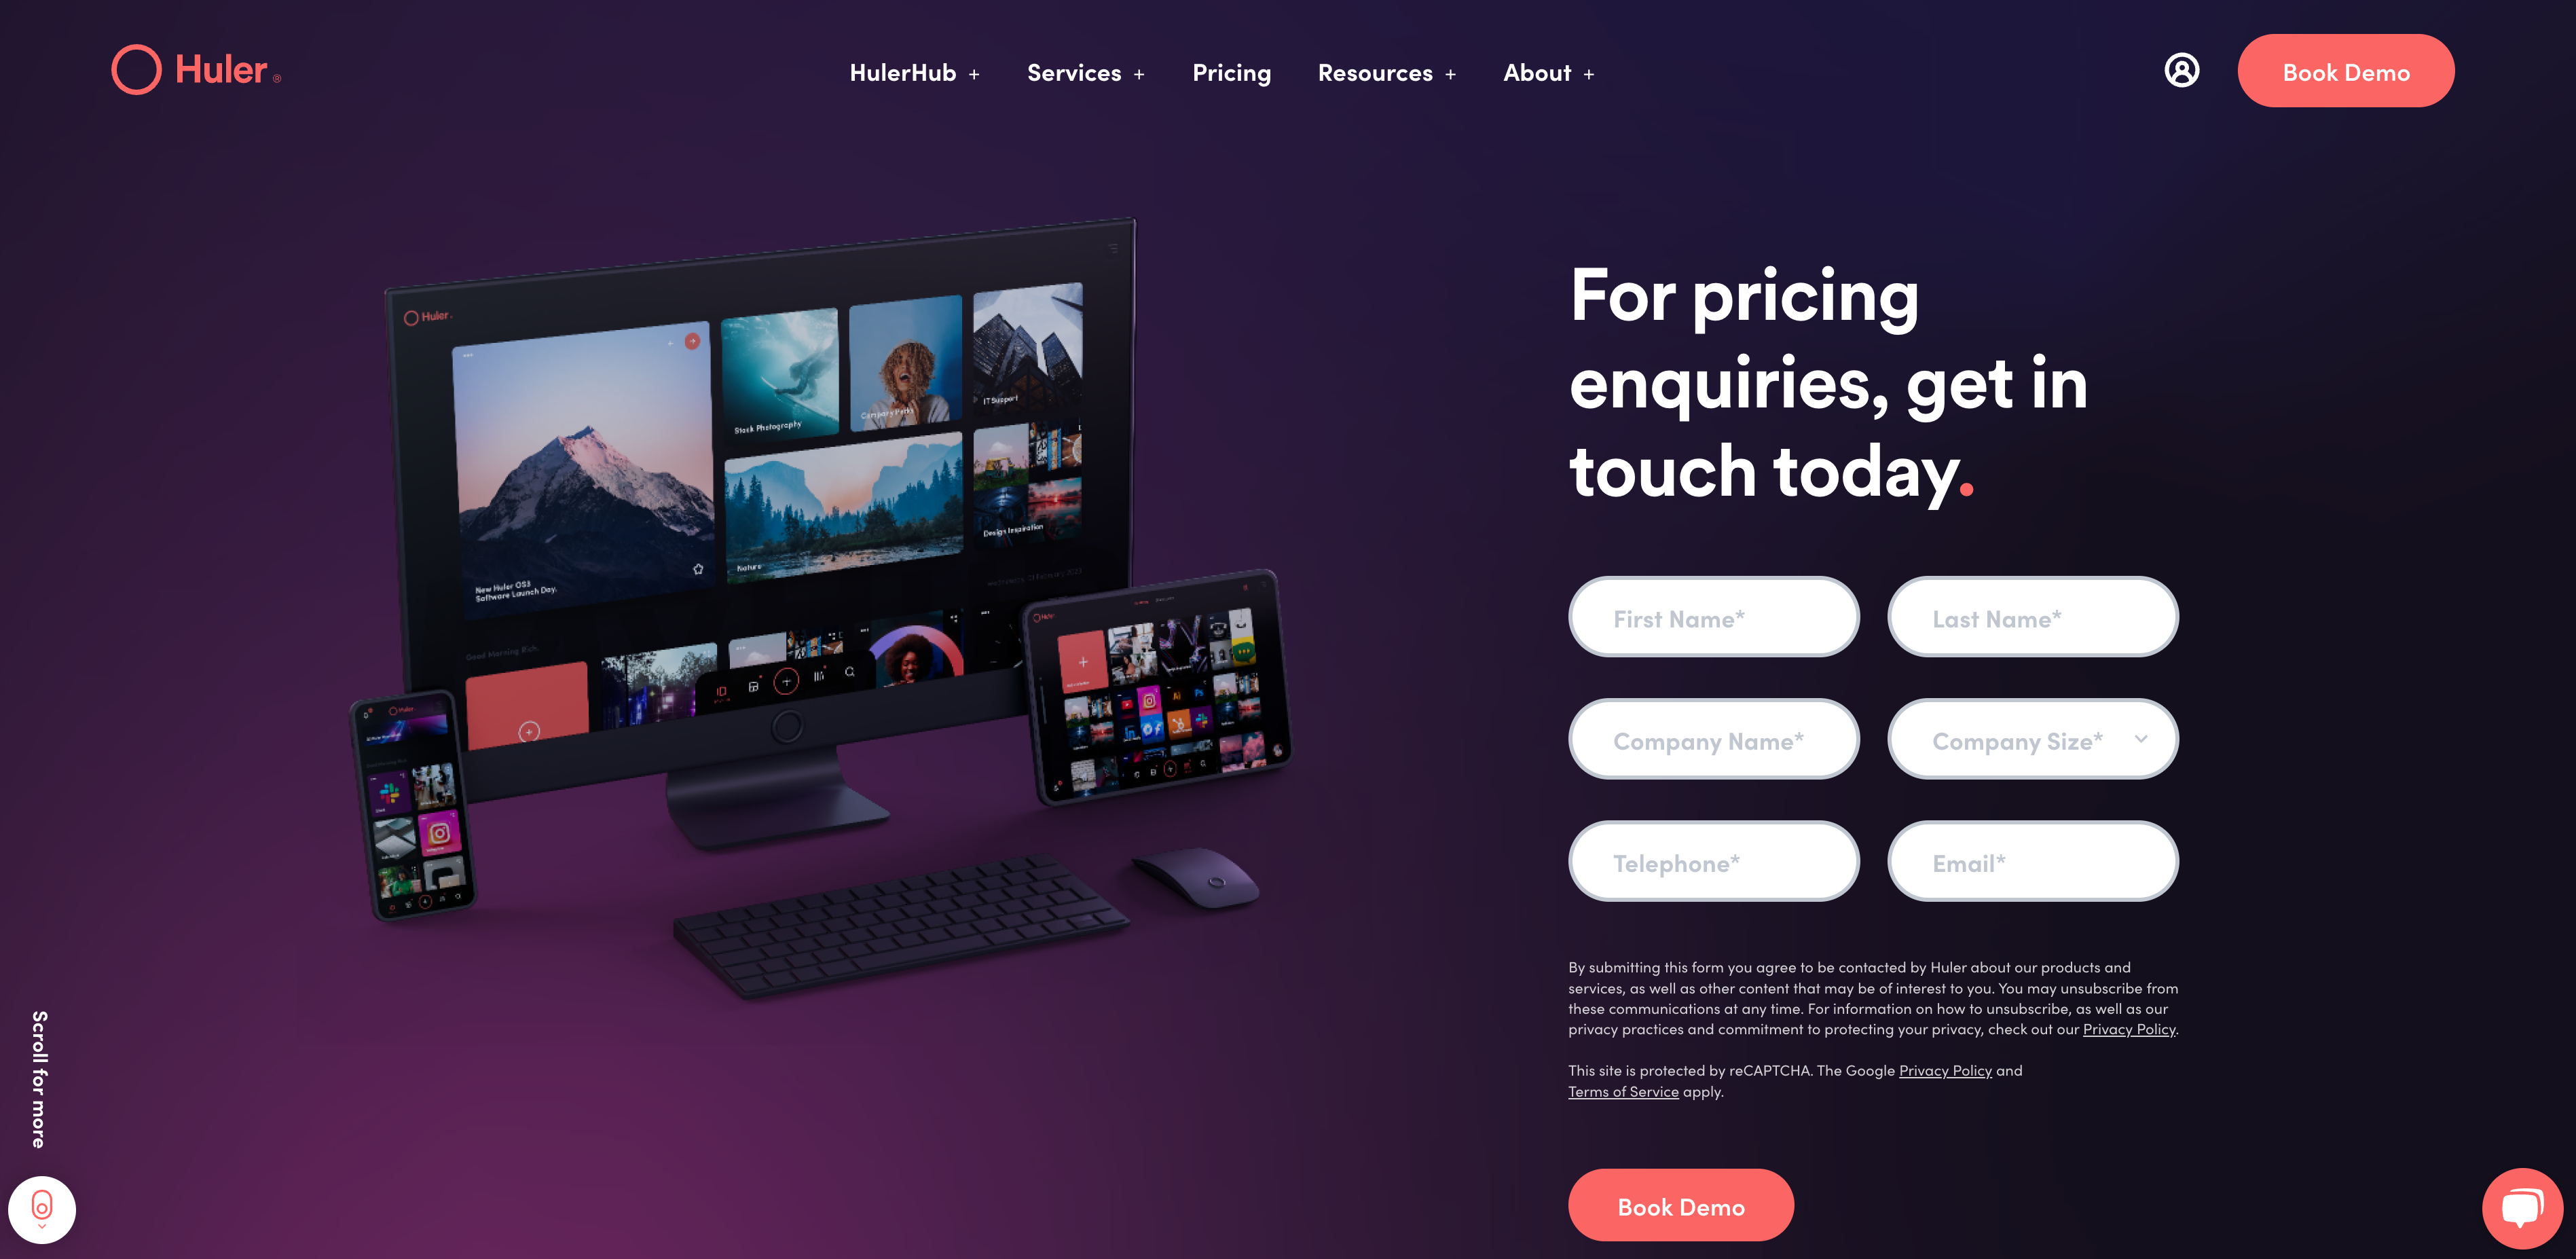 Huler ®
HulerHub +
Services +
Pricing
Resources +
About +
Book Demo
For pricing
enquiries, get in
touch today.
First Name*
Last Name*
Company Name*
Company Size*
Telephone*
Email*
By submitting this form you agree to be contacted by Huler about our products and
services, as well as other content that may be of interest to you. You may unsubscribe from
these communications at any time. For information on how to unsubscribe, as well as our
privacy practices and commitment to protecting your privacy, check out our Privacy Policy.
This site is protected by reCAPTCHA. The Google Privacy Policy and
Terms of Service apply.
Book Demo
Huler
Stock Photography
Company Perks
IT Support
Nature
Design Inspiration
New Huler OS3
Software Launch Day.
Good Morning Rich.
Huler
Huler
Scroll for more